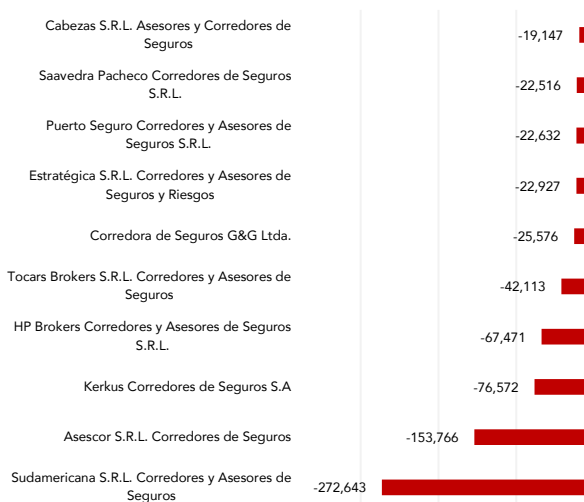 Cabezas S.R.L. Asesores y Corredores de
Seguros
-19,147
Saavedra Pacheco Corredores de Seguros
S.R.L.
-22,516
Puerto Seguro Corredores y Asesores de
Seguros S.R.L.
-22,632
Estratégica S.R.L. Corredores y Asesores de
Seguros y Riesgos
-22,927
Corredora de Seguros G&G Ltda.
-25,576
Tocars Brokers S.R.L. Corredores y Asesores de
Seguros
-42,113
HP Brokers Corredores y Asesores de Seguros
S.R.L.
-67,471
Kerkus Corredores de Seguros S.A
-76,572
Asescor S.R.L. Corredores de Seguros
-153,766
Sudamericana S.R.L. Corredores y Asesores de
Seguros
-272,643